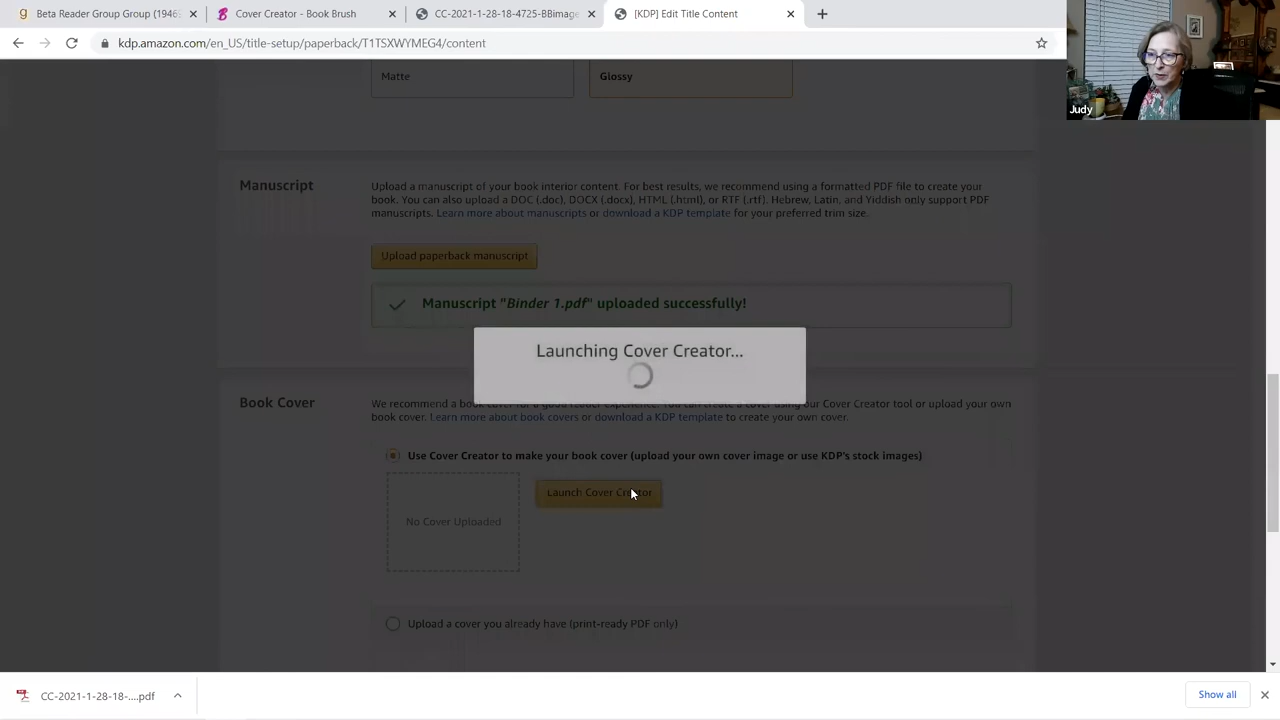 Beta Reader Group Group (1946
Cover Creator - Book Brush
CC-2021-1-28-18-4725-BBimage
[KDP] Edit Title Content
kdp.amazon.com/en_US/title-setup/paperback/T1TSXWYMEG4/content
Judy
Matte
Glossy
Manuscript
Upload a manuscript of your book interior content. For best results, we recommend using a formatted PDF file to create your
book. You can also upload a DOC (.doc), DOCX (.docx), HTML (.html), or RTF (.rtf). Hebrew, Latin, and Yiddish only support PDF
manuscripts. Learn more about manuscripts or download a KDP template for your preferred trim size.
Upload paperback manuscript
Manuscript "Binder 1.pdf" uploaded successfully!
Launching Cover Creator...
Book Cover
We recommend a book cover for a good reader experience. You can create a cover using our Cover Creator tool or upload your own
book cover. Learn more about book covers or download a KDP template to create your own cover.
Use Cover Creator to make your book cover (upload your own cover image or use KDP's stock images)
Launch Cover Creator
No Cover Uploaded
Upload a cover you already have (print-ready PDF only)
CC-2021-1-28-18-....pdf
Show all